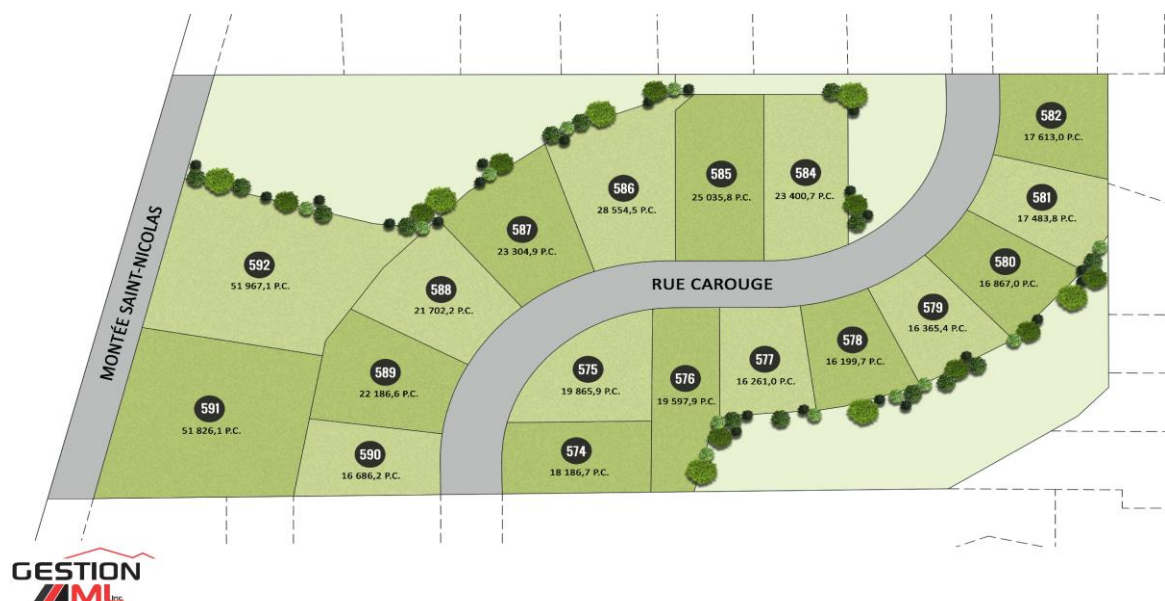 582
17 613,0 P.C.
586
28 554,5 P.C.
585
25 035,8 P.C.
584
23 400,7 P.C.
581
17 483,8 P.C.
587
23 304,9 P.C.
MONTÉE SAINT-NICOLAS
592
51 967,1 P.C.
580
16 867,0 P.C.
588
21 702,2 P.C.
RUE CAROUGE
579
16 365,4 P.C.
578
16 199,7 P.C.
577
16 261,0 P.C.
575
19 865,9 P.C.
576
19 597,9 P.C.
589
22 186,6 P.C.
591
51 826,1 P.C.
590
16 686,2 P.C.
574
18 186,7 P.C.
GESTION
AML Inc.